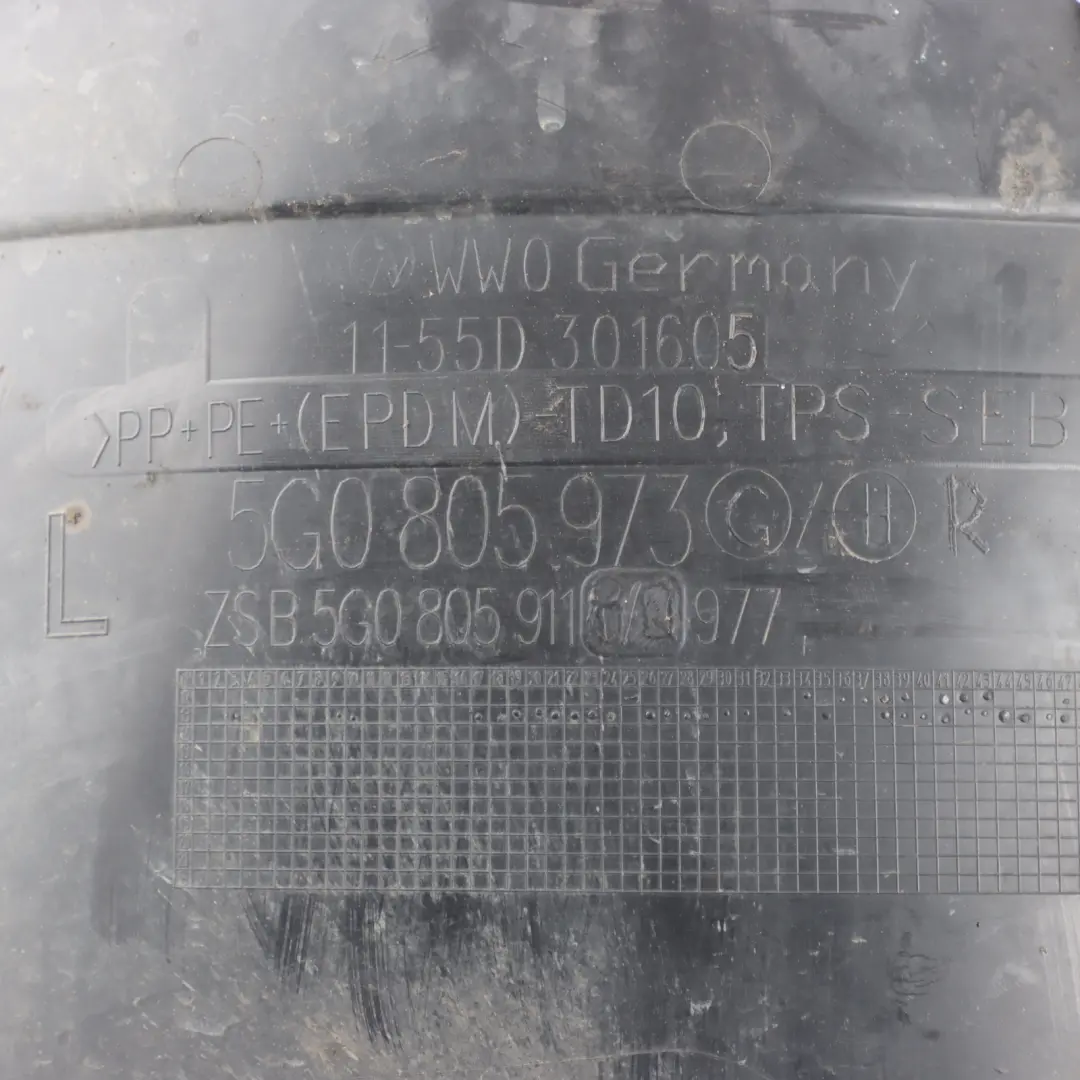 WWO Germany
11-55D 301605
>PP+PE+(EPDM)-TD10, TPS-SEB
5G0 805 973 G/H R
L
ZSB 5G0 805 911 977